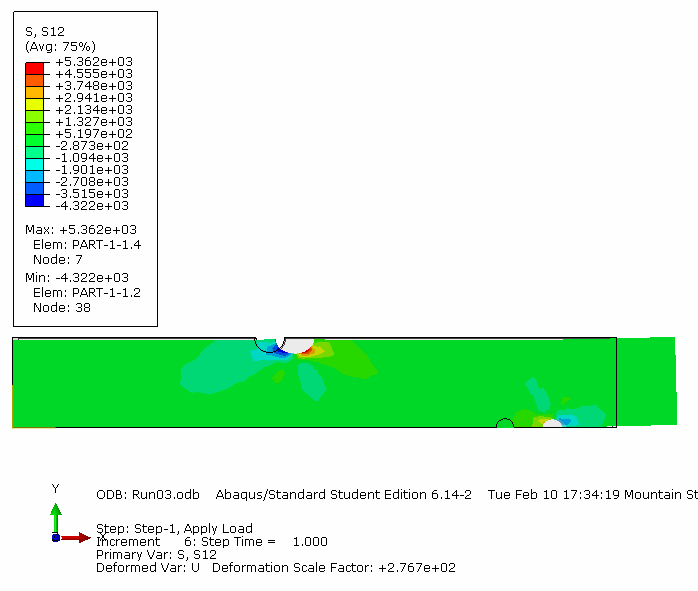 S, S12
(Avg: 75%)
+5.362e+03
+4.555e+03
+3.748e+03
+2.941e+03
+2.134e+03
+1.327e+03
+5.197e+02
-2.873e+02
-1.094e+03
-1.901e+03
-2.708e+03
-3.515e+03
-4.322e+03
Max: +5.362e+03
Elem: PART-1-1.4
Node: 7
Min: -4.322e+03
Elem: PART-1-1.2
Node: 38
Y
ODB: Run03.odb Abaqus/Standard Student Edition 6.14-2 Tue Feb 10 17:34:19 Mountain St
X
Step: Step-1, Apply Load
Increment 6: Step Time = 1.000
Primary Var: S, S12
Deformed Var: U Deformation Scale Factor: +2.767e+02